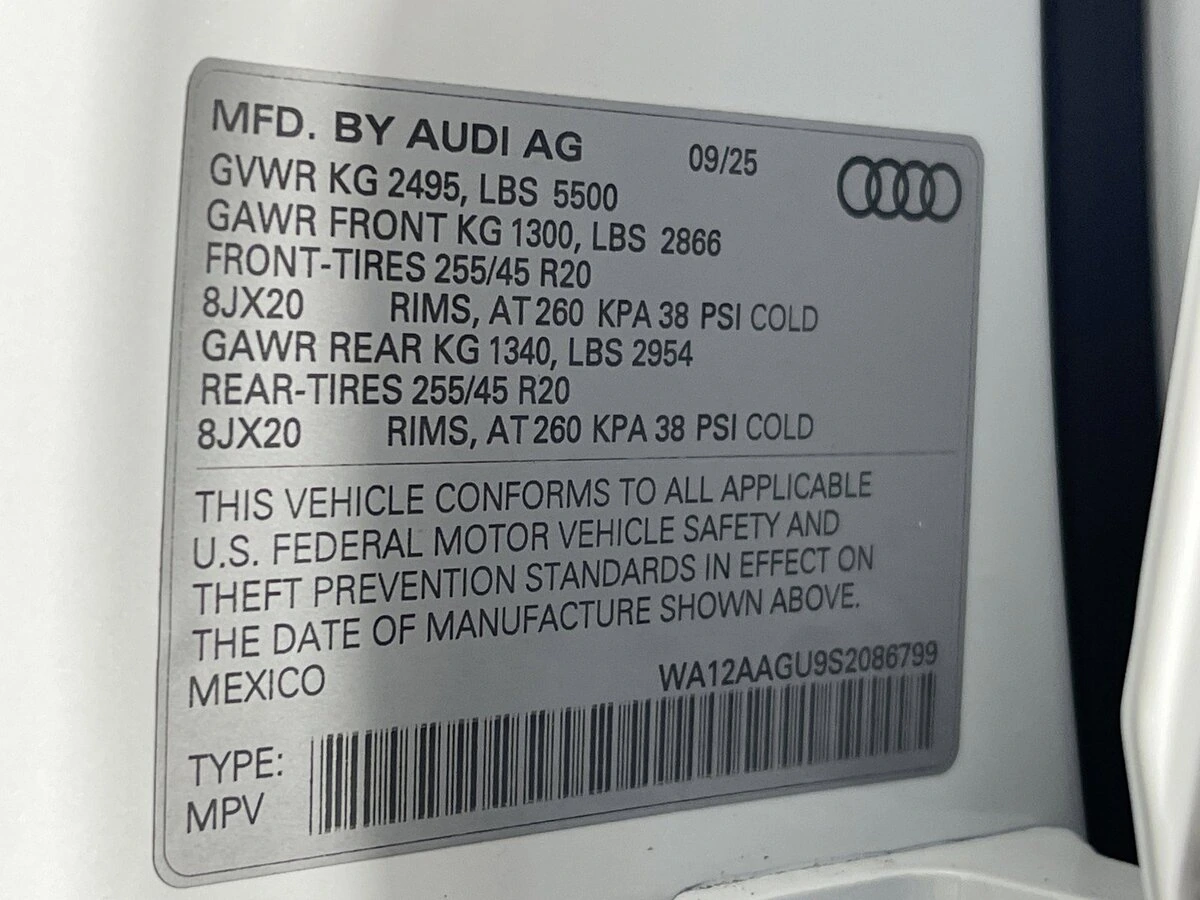 MFD. BY AUDI AG 09/25
GVWR KG 2495, LBS 5500
GAWR FRONT KG 1300, LBS 2866
FRONT-TIRES 255/45 R20
8JX20 RIMS, AT 260 KPA 38 PSI COLD
GAWR REAR KG 1340, LBS 2954
REAR-TIRES 255/45 R20
8JX20 RIMS, AT 260 KPA 38 PSI COLD
THIS VEHICLE CONFORMS TO ALL APPLICABLE
U.S. FEDERAL MOTOR VEHICLE SAFETY AND
THEFT PREVENTION STANDARDS IN EFFECT ON
THE DATE OF MANUFACTURE SHOWN ABOVE.
MEXICO WA12AAGU9S2086799
TYPE:
MPV